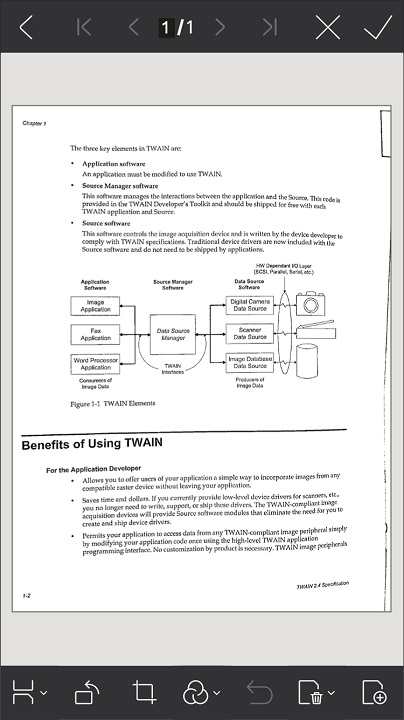 1/1
Chapter 1
The three key elements in TWAIN are:
• Application software
An application must be modified to use TWAIN.
• Source Manager software
This software manages the interactions between the application and the Source. This code is
provided in the TWAIN Developer's Toolkit and should be shipped for free with each
TWAIN application and Source.
• Source software
This software controls the image acquisition device and is written by the device developer to
comply with TWAIN specifications. Traditional device drivers are now included with the
Source software and do not need to be shipped by applications.
HW Dependent I/O Layer
(SCSI, Parallel, Serial, etc.)
Application
Software
Source Manager
Software
Data Source
Software
Image
Application
Digital Camera
Data Source
Fax
Application
Data Source
Manager
Scanner
Data Source
Word Processor
Application
TWAIN
Interfaces
Image Database
Data Source
Consumers of
Image Data
Producers of
Image Data
Figure 1-1 TWAIN Elements
Benefits of Using TWAIN
For the Application Developer
• Allows you to offer users of your application a simple way to incorporate images from any
compatible raster device without leaving your application.
• Saves time and dollars. If you currently provide low-level device drivers for scanners, etc.,
you no longer need to write, support, or ship these drivers. The TWAIN-compliant image
acquisition devices will provide Source software modules that eliminate the need for you to
create and ship device drivers.
• Permits your application to access data from any TWAIN-compliant image peripheral simply
by modifying your application code once using the high-level TWAIN application
programming interface. No customization by product is necessary. TWAIN image peripherals
1-2
TWAIN 2.4 Specification